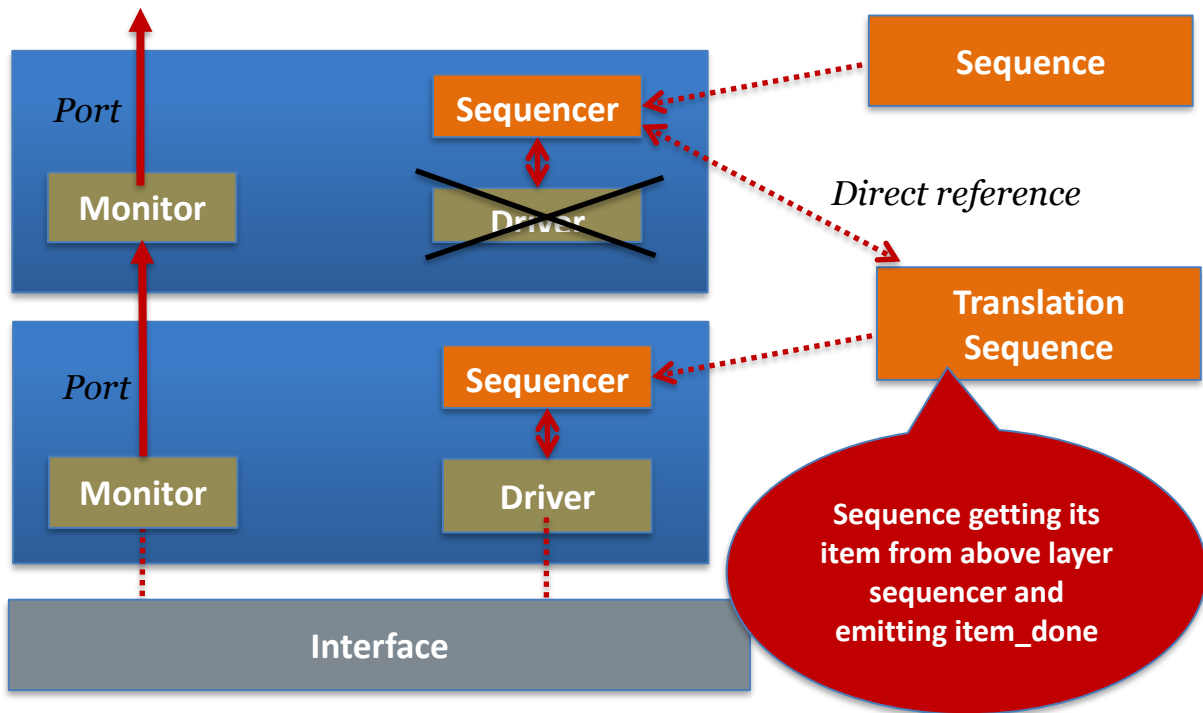 Sequence
Port
Sequencer
Monitor
Driver
Direct reference
Translation
Sequence
Port
Sequencer
Monitor
Driver
Sequence getting its
item from above layer
sequencer and
emitting item_done
Interface